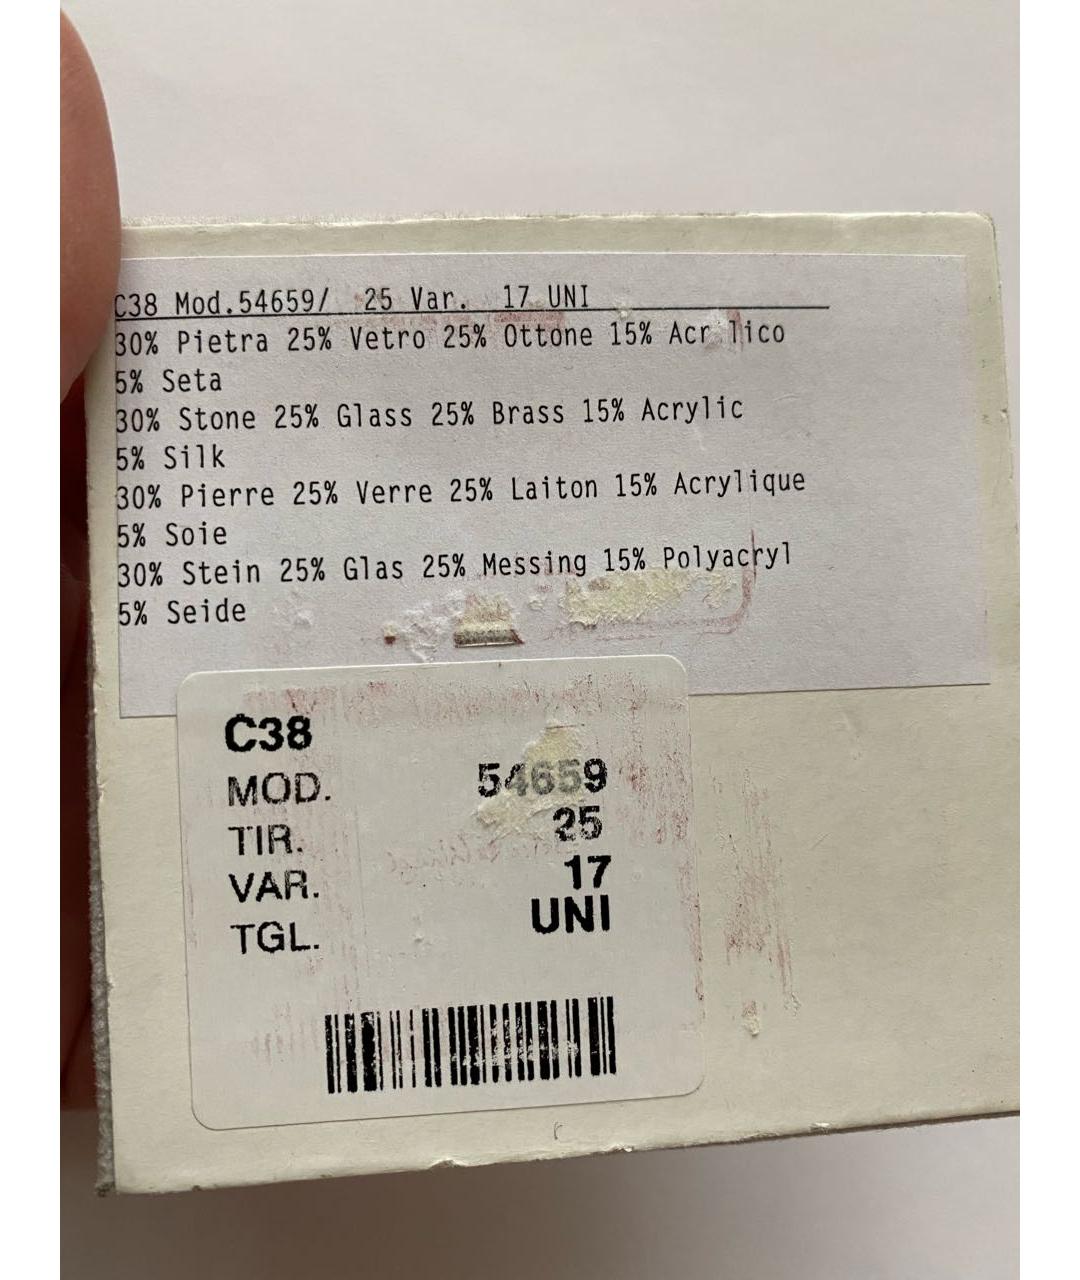 C38 Mod.54659/ 25 Var. 17 UNI
30% Pietra 25% Vetro 25% Ottone 15% Acr lico
5% Seta
30% Stone 25% Glass 25% Brass 15% Acrylic
5% Silk
30% Pierre 25% Verre 25% Laiton 15% Acrylique
5% Soie
30% Stein 25% Glas 25% Messing 15% Polyacryl
5% Seide
C38
MOD. 54659
TIR. 25
VAR. 17
TGL. UNI